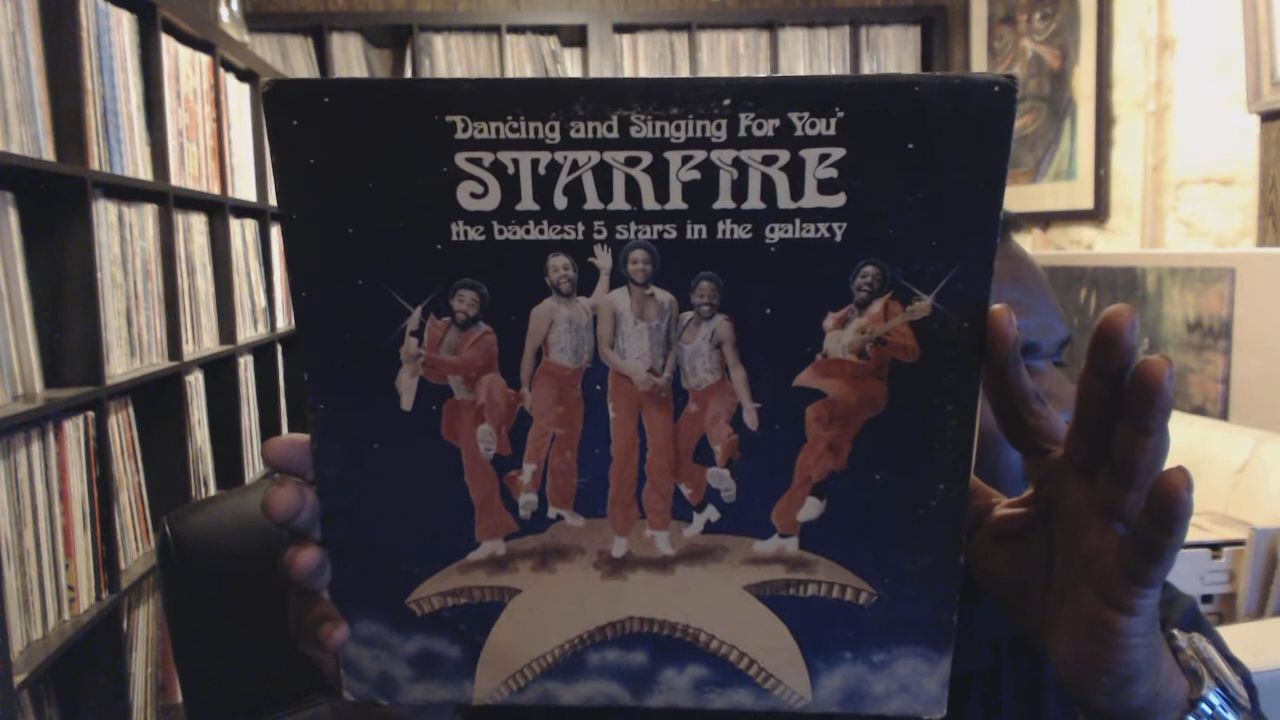 "Dancing and Singing For You"
STARFIRE
the baddest 5 stars in the galaxy